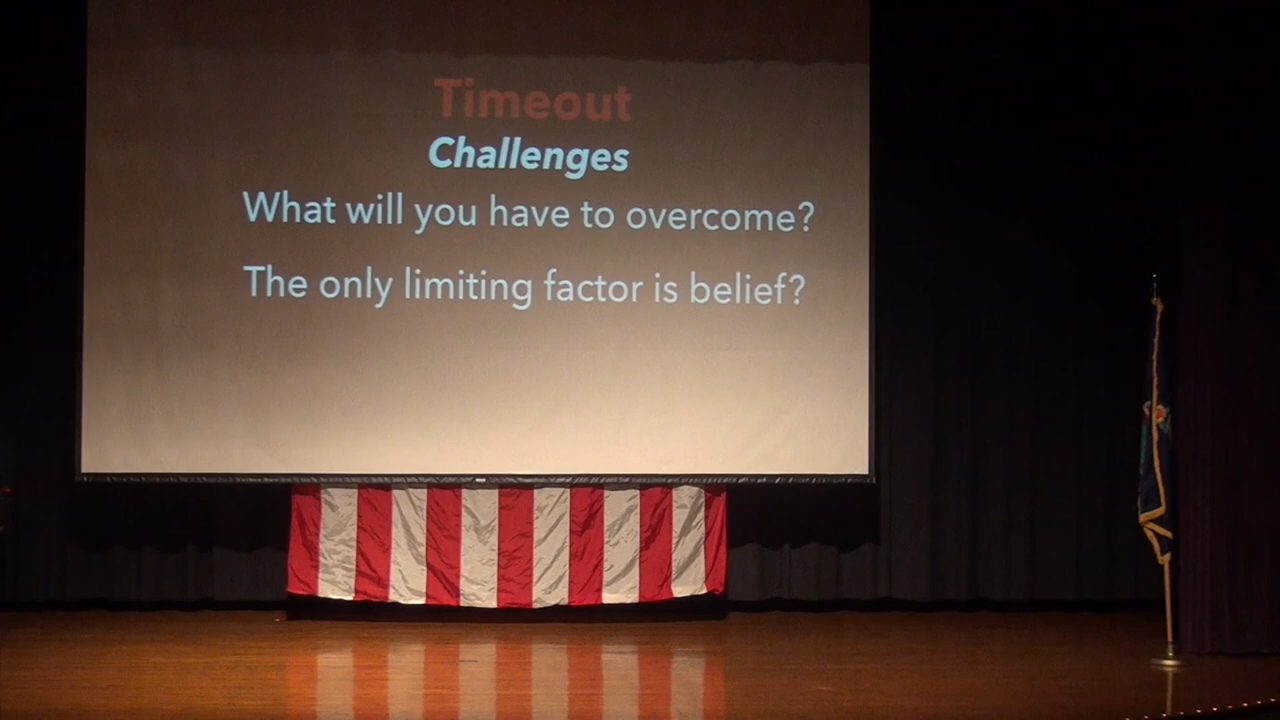 Timeout
Challenges
What will you have to overcome?
The only limiting factor is belief?